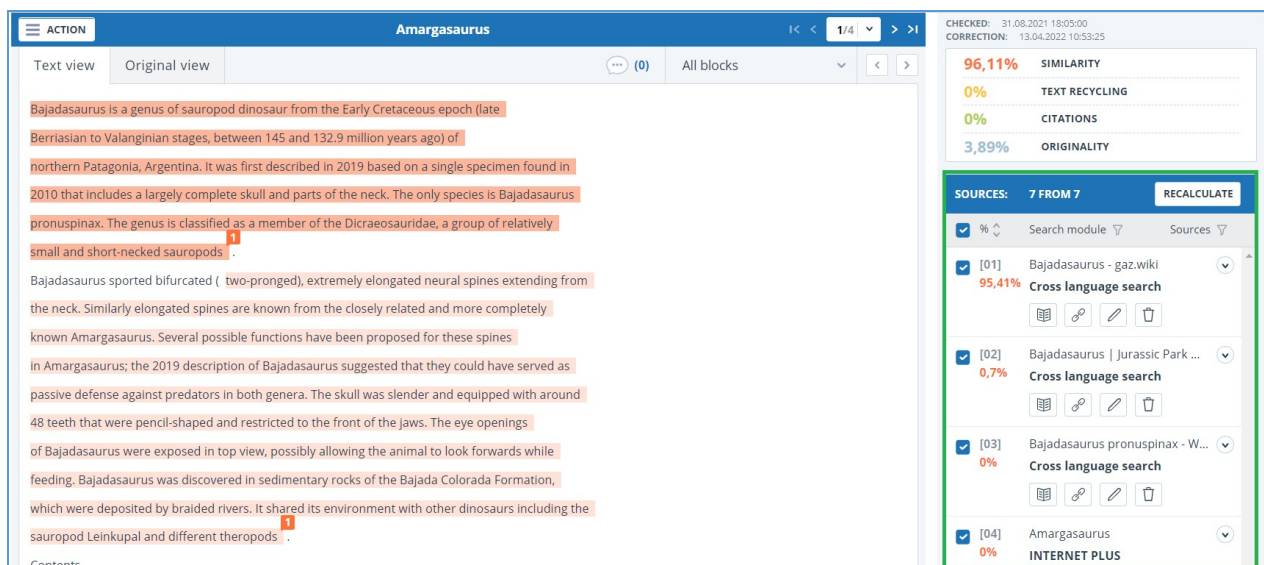 ACTION
Amargasaurus
1/4
Text view
Original view
(0)
All blocks
Bajadasaurus is a genus of sauropod dinosaur from the Early Cretaceous epoch (late
Berriasian to Valanginian stages, between 145 and 132.9 million years ago) of
northern Patagonia, Argentina. It was first described in 2019 based on a single specimen found in
2010 that includes a largely complete skull and parts of the neck. The only species is Bajadasaurus
pronuspinax. The genus is classified as a member of the Dicraeosauridae, a group of relatively
1
small and short-necked sauropods .
Bajadasaurus sported bifurcated ( two-pronged), extremely elongated neural spines extending from
the neck. Similarly elongated spines are known from the closely related and more completely
known Amargasaurus. Several possible functions have been proposed for these spines
in Amargasaurus; the 2019 description of Bajadasaurus suggested that they could have served as
passive defense against predators in both genera. The skull was slender and equipped with around
48 teeth that were pencil-shaped and restricted to the front of the jaws. The eye openings
of Bajadasaurus were exposed in top view, possibly allowing the animal to look forwards while
feeding. Bajadasaurus was discovered in sedimentary rocks of the Bajada Colorada Formation,
which were deposited by braided rivers. It shared its environment with other dinosaurs including the
1
sauropod Leinkupal and different theropods .
Contents
CHECKED: 31.08.2021 18:05:00
CORRECTION: 13.04.2022 10:53:25
96,11% SIMILARITY
0% TEXT RECYCLING
0% CITATIONS
3,89% ORIGINALITY
SOURCES: 7 FROM 7 RECALCULATE
% Search module Sources
[01] Bajadasaurus - gaz.wiki
95,41% Cross language search
[02] Bajadasaurus | Jurassic Park ...
0,7% Cross language search
[03] Bajadasaurus pronuspinax - W...
0% Cross language search
[04] Amargasaurus
0% INTERNET PLUS